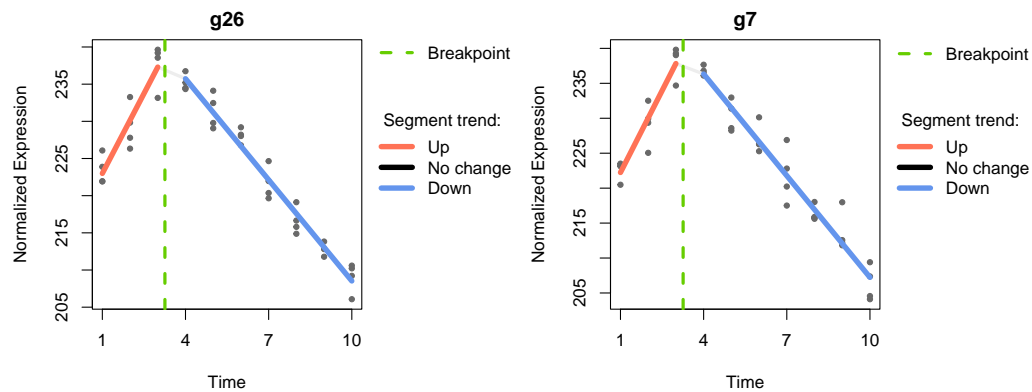 g26
Normalized Expression
235
225
215
205
1
4
7
10
Time
Breakpoint
Segment trend:
Up
No change
Down
g7
Normalized Expression
235
225
215
205
1
4
7
10
Time
Breakpoint
Segment trend:
Up
No change
Down